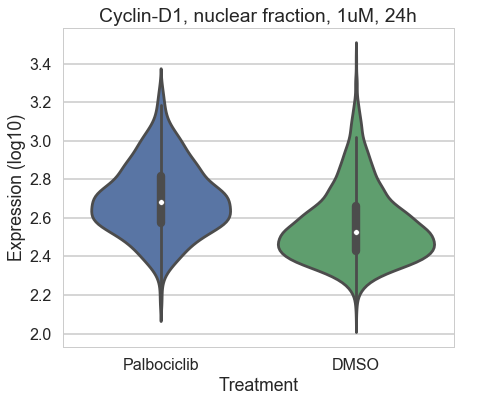 Cyclin-D1, nuclear fraction, 1uM, 24h
Expression (log10)
3.4
3.2
3.0
2.8
2.6
2.4
2.2
2.0
Palbociclib DMSO
Treatment